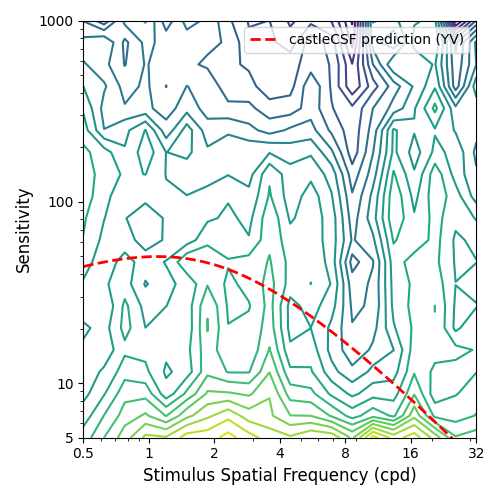 1000
castleCSF prediction (YV)
100
10
5
Sensitivity
0.5 1 2 4 8 16 32
Stimulus Spatial Frequency (cpd)